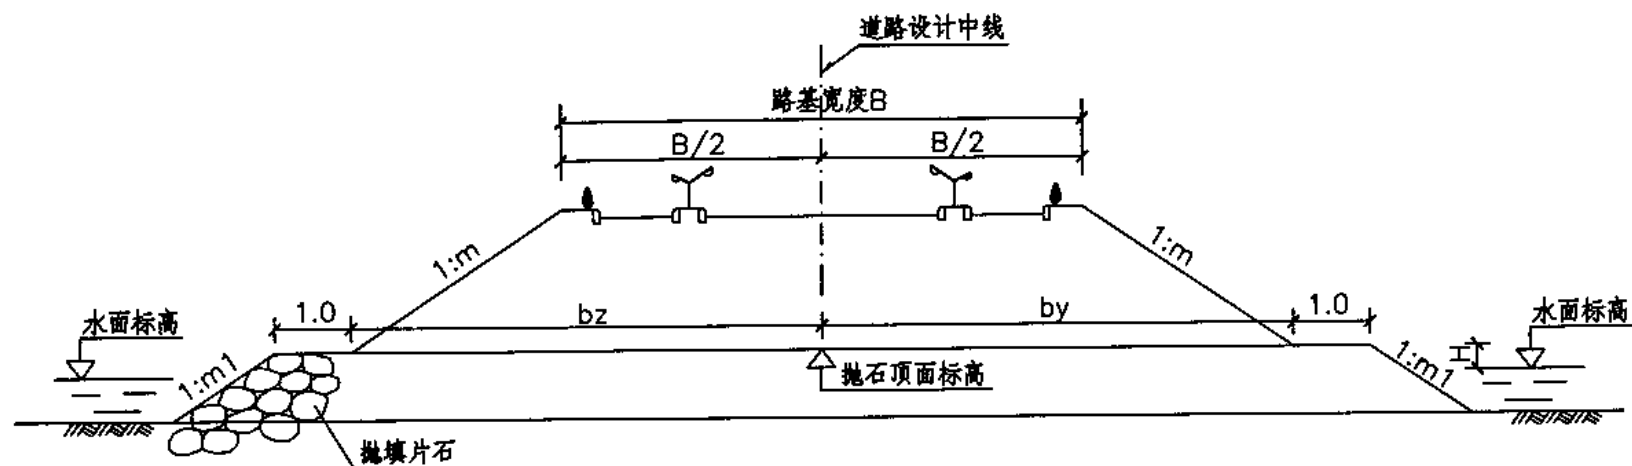 道路设计中线
路基宽度B
B/2
B/2
1:m
1:m
1.0
bz
by
1.0
水面标高
水面标高
1:m1
H
1:m1
抛石顶面标高
抛填片石